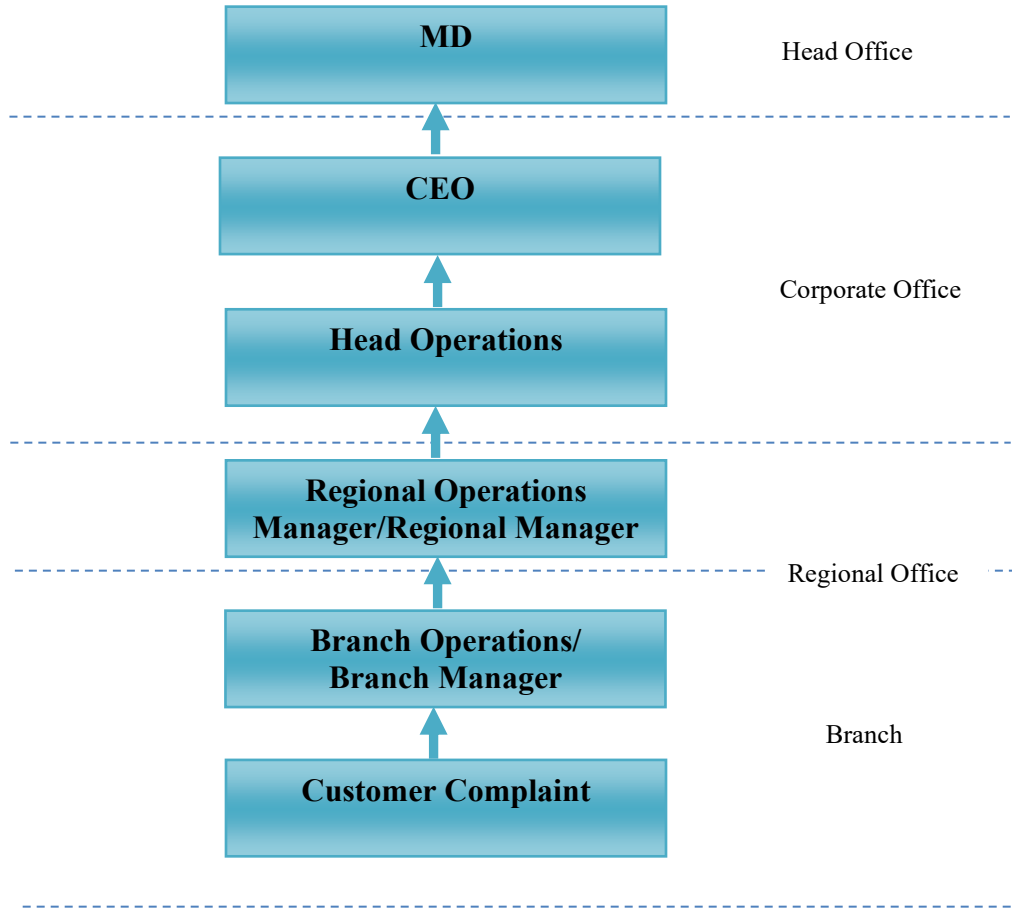 MD
Head Office
CEO
Corporate Office
Head Operations
Regional Operations
Manager/Regional Manager
Regional Office
Branch Operations/
Branch Manager
Branch
Customer Complaint